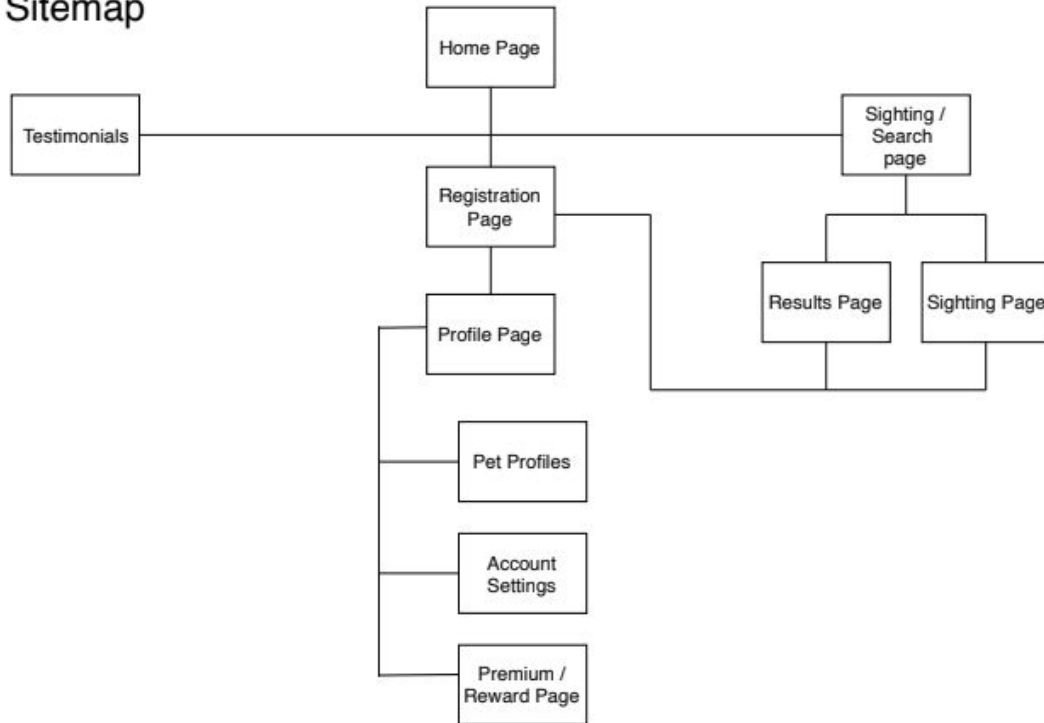 Sitemap
Home Page
Testimonials
Sighting /
Search
page
Registration
Page
Results Page
Sighting Page
Profile Page
Pet Profiles
Account
Settings
Premium /
Reward Page